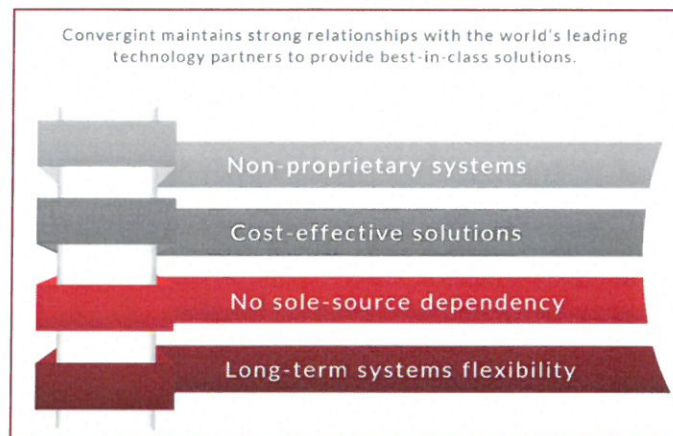 Convergint maintains strong relationships with the world's leading
technology partners to provide best-in-class solutions.
Non-proprietary systems
Cost-effective solutions
No sole-source dependency
Long-term systems flexibility